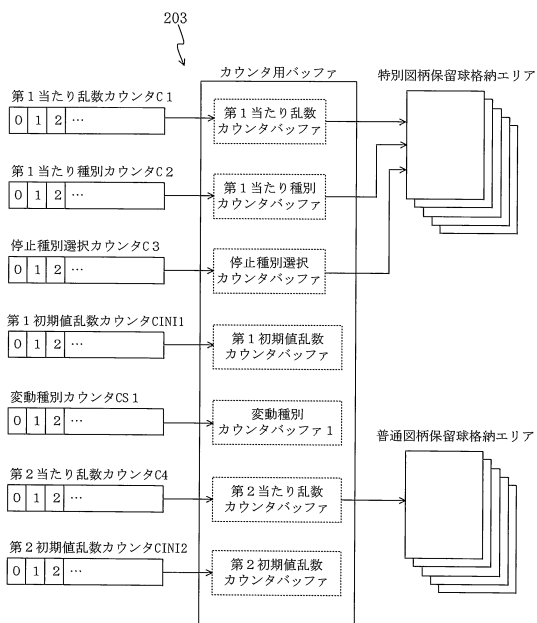 203
カウンタ用バッファ
特別図柄保留球格納エリア
第1当たり乱数カウンタC1
0 1 2 …
第1当たり乱数
カウンタバッファ
第1当たり種別カウンタC2
0 1 2 …
第1当たり種別
カウンタバッファ
停止種別選択カウンタC3
0 1 2 …
停止種別選択
カウンタバッファ
第1初期値乱数カウンタCINI1
0 1 2 …
第1初期値乱数
カウンタバッファ
変動種別カウンタCS1
0 1 2 …
変動種別
カウンタバッファ1
普通図柄保留球格納エリア
第2当たり乱数カウンタC4
0 1 2 …
第2当たり乱数
カウンタバッファ
第2初期値乱数カウンタCINI2
0 1 2 …
第2初期値乱数
カウンタバッファ